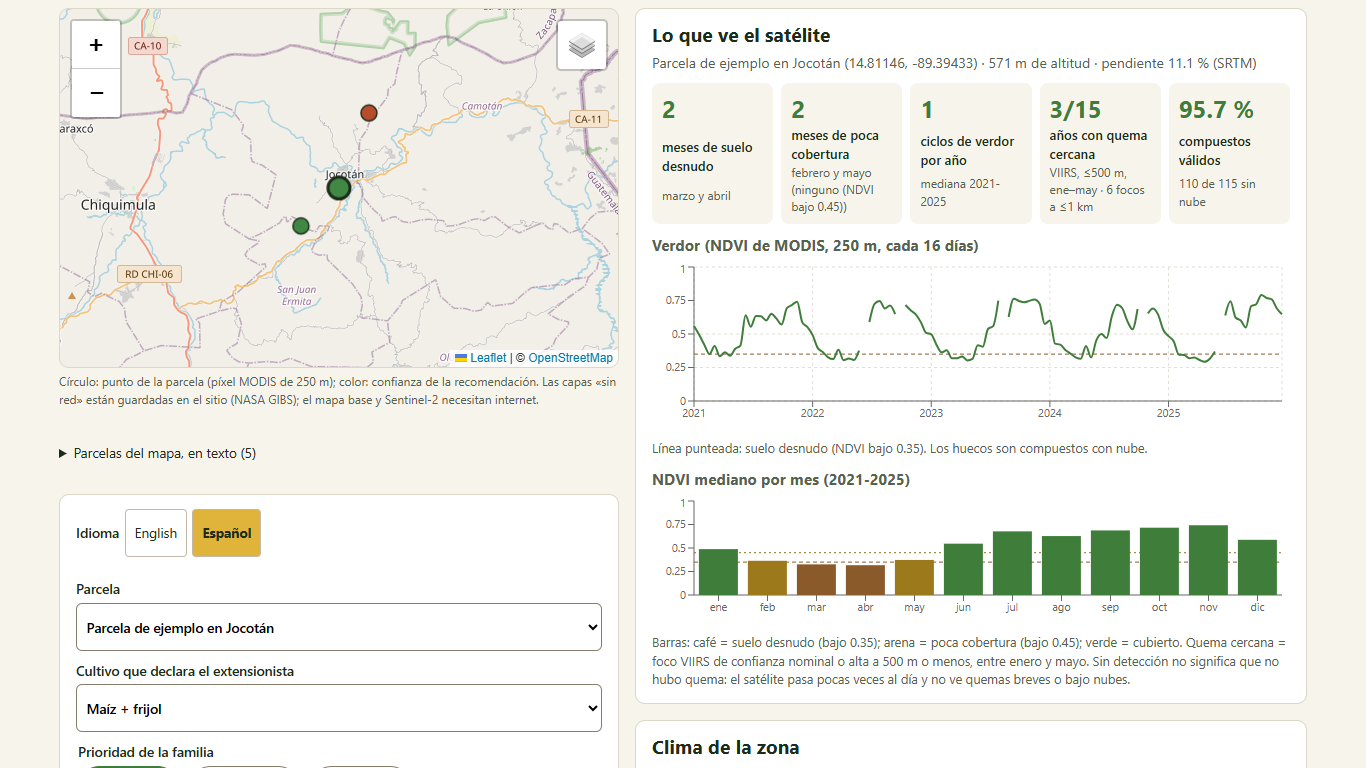 +
−
CA-10
Zacapa
Camotán
CA-11
araxcó
Jocotán
Guatemala
Chiquimula
RD CHI-06
San Juan
Ermita
Leaflet | © OpenStreetMap
Círculo: punto de la parcela (píxel MODIS de 250 m); color: confianza de la recomendación. Las capas «sin
red» están guardadas en el sitio (NASA GIBS); el mapa base y Sentinel-2 necesitan internet.
▶ Parcelas del mapa, en texto (5)
Idioma English Español
Parcela
Parcela de ejemplo en Jocotán
Cultivo que declara el extensionista
Maíz + frijol
Prioridad de la familia
Lo que ve el satélite
Parcela de ejemplo en Jocotán (14.81146, -89.39433) · 571 m de altitud · pendiente 11.1 % (SRTM)
2
meses de suelo
desnudo
marzo y abril
2
meses de poca
cobertura
febrero y mayo
(ninguno (NDVI
bajo 0.45))
1
ciclos de verdor
por año
mediana 2021-
2025
3/15
años con quema
cercana
VIIRS, ≤500 m,
ene–may · 6 focos
a ≤1 km
95.7 %
compuestos
válidos
110 de 115 sin
nube
Verdor (NDVI de MODIS, 250 m, cada 16 días)
1
0.75
0.5
0.25
0
2021 2022 2023 2024 2025
Línea punteada: suelo desnudo (NDVI bajo 0.35). Los huecos son compuestos con nube.
NDVI mediano por mes (2021-2025)
1
0.75
0.5
0.25
0
ene feb mar abr may jun jul ago sep oct nov dic
Barras: café = suelo desnudo (bajo 0.35); arena = poca cobertura (bajo 0.45); verde = cubierto. Quema cercana =
foco VIIRS de confianza nominal o alta a 500 m o menos, entre enero y mayo. Sin detección no significa que no
hubo quema: el satélite pasa pocas veces al día y no ve quemas breves o bajo nubes.
Clima de la zona